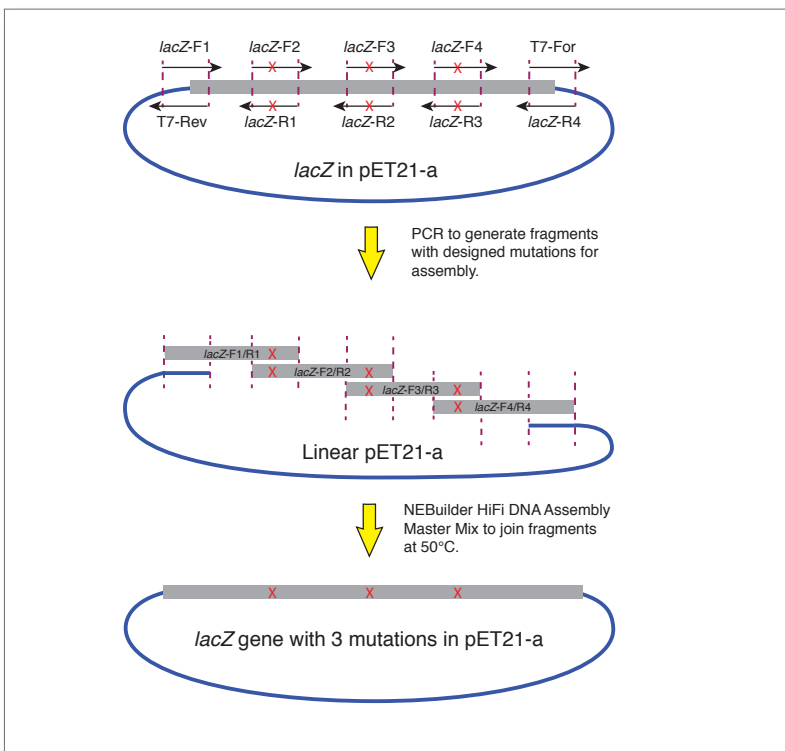 lacZ-F1 lacZ-F2 lacZ-F3 lacZ-F4 T7-For
X X X
X X X
T7-Rev lacZ-R1 lacZ-R2 lacZ-R3 lacZ-R4
lacZ in pET21-a
PCR to generate fragments
with designed mutations for
assembly.
lacZ-F1/R1 X
X lacZ-F2/R2 X
X lacZ-F3/R3 X
X lacZ-F4/R4
Linear pET21-a
NEBuilder HiFi DNA Assembly
Master Mix to join fragments
at 50°C.
X X X
lacZ gene with 3 mutations in pET21-a